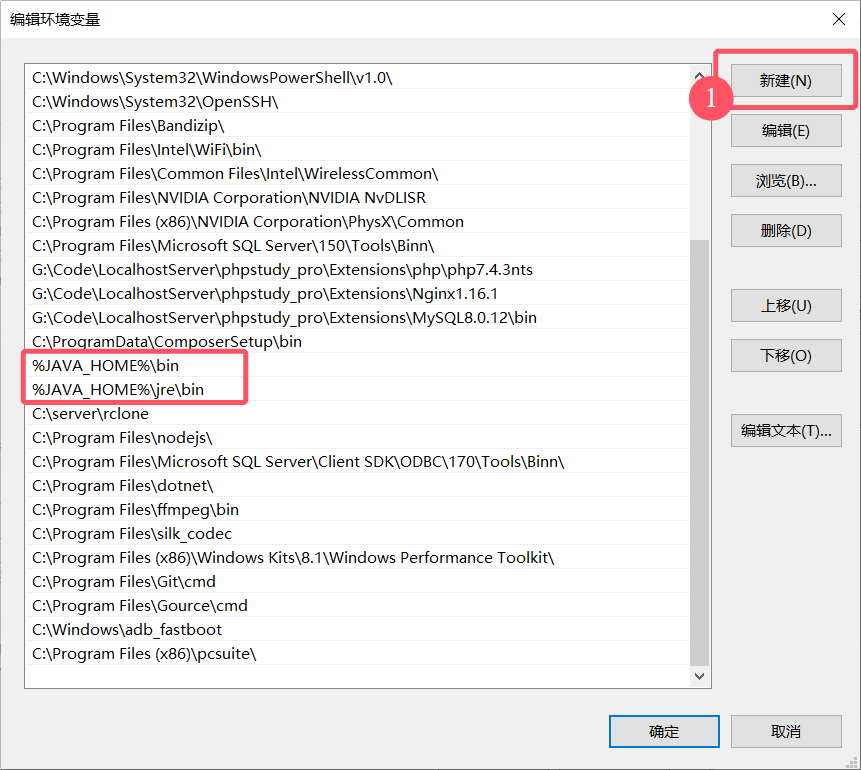 编辑环境变量
C:\Windows\System32\WindowsPowerShell\v1.0\
C:\Windows\System32\OpenSSH\
C:\Program Files\Bandizip\
C:\Program Files\Intel\WiFi\bin\
C:\Program Files\Common Files\Intel\WirelessCommon\
C:\Program Files\NVIDIA Corporation\NVIDIA NvDLISR
C:\Program Files (x86)\NVIDIA Corporation\PhysX\Common
C:\Program Files\Microsoft SQL Server\150\Tools\Binn\
G:\Code\LocalhostServer\phpstudy_pro\Extensions\php\php7.4.3nts
G:\Code\LocalhostServer\phpstudy_pro\Extensions\Nginx1.16.1
G:\Code\LocalhostServer\phpstudy_pro\Extensions\MySQL8.0.12\bin
C:\ProgramData\ComposerSetup\bin
%JAVA_HOME%\bin
%JAVA_HOME%\jre\bin
C:\server\rclone
C:\Program Files\nodejs\
C:\Program Files\Microsoft SQL Server\Client SDK\ODBC\170\Tools\Binn\
C:\Program Files\dotnet\
C:\Program Files\ffmpeg\bin
C:\Program Files\silk_codec
C:\Program Files (x86)\Windows Kits\8.1\Windows Performance Toolkit\
C:\Program Files\Git\cmd
C:\Program Files\Gource\cmd
C:\Windows\adb_fastboot
C:\Program Files (x86)\pcsuite\
1
新建(N)
编辑(E)
浏览(B)...
删除(D)
上移(U)
下移(O)
编辑文本(T)...
确定
取消